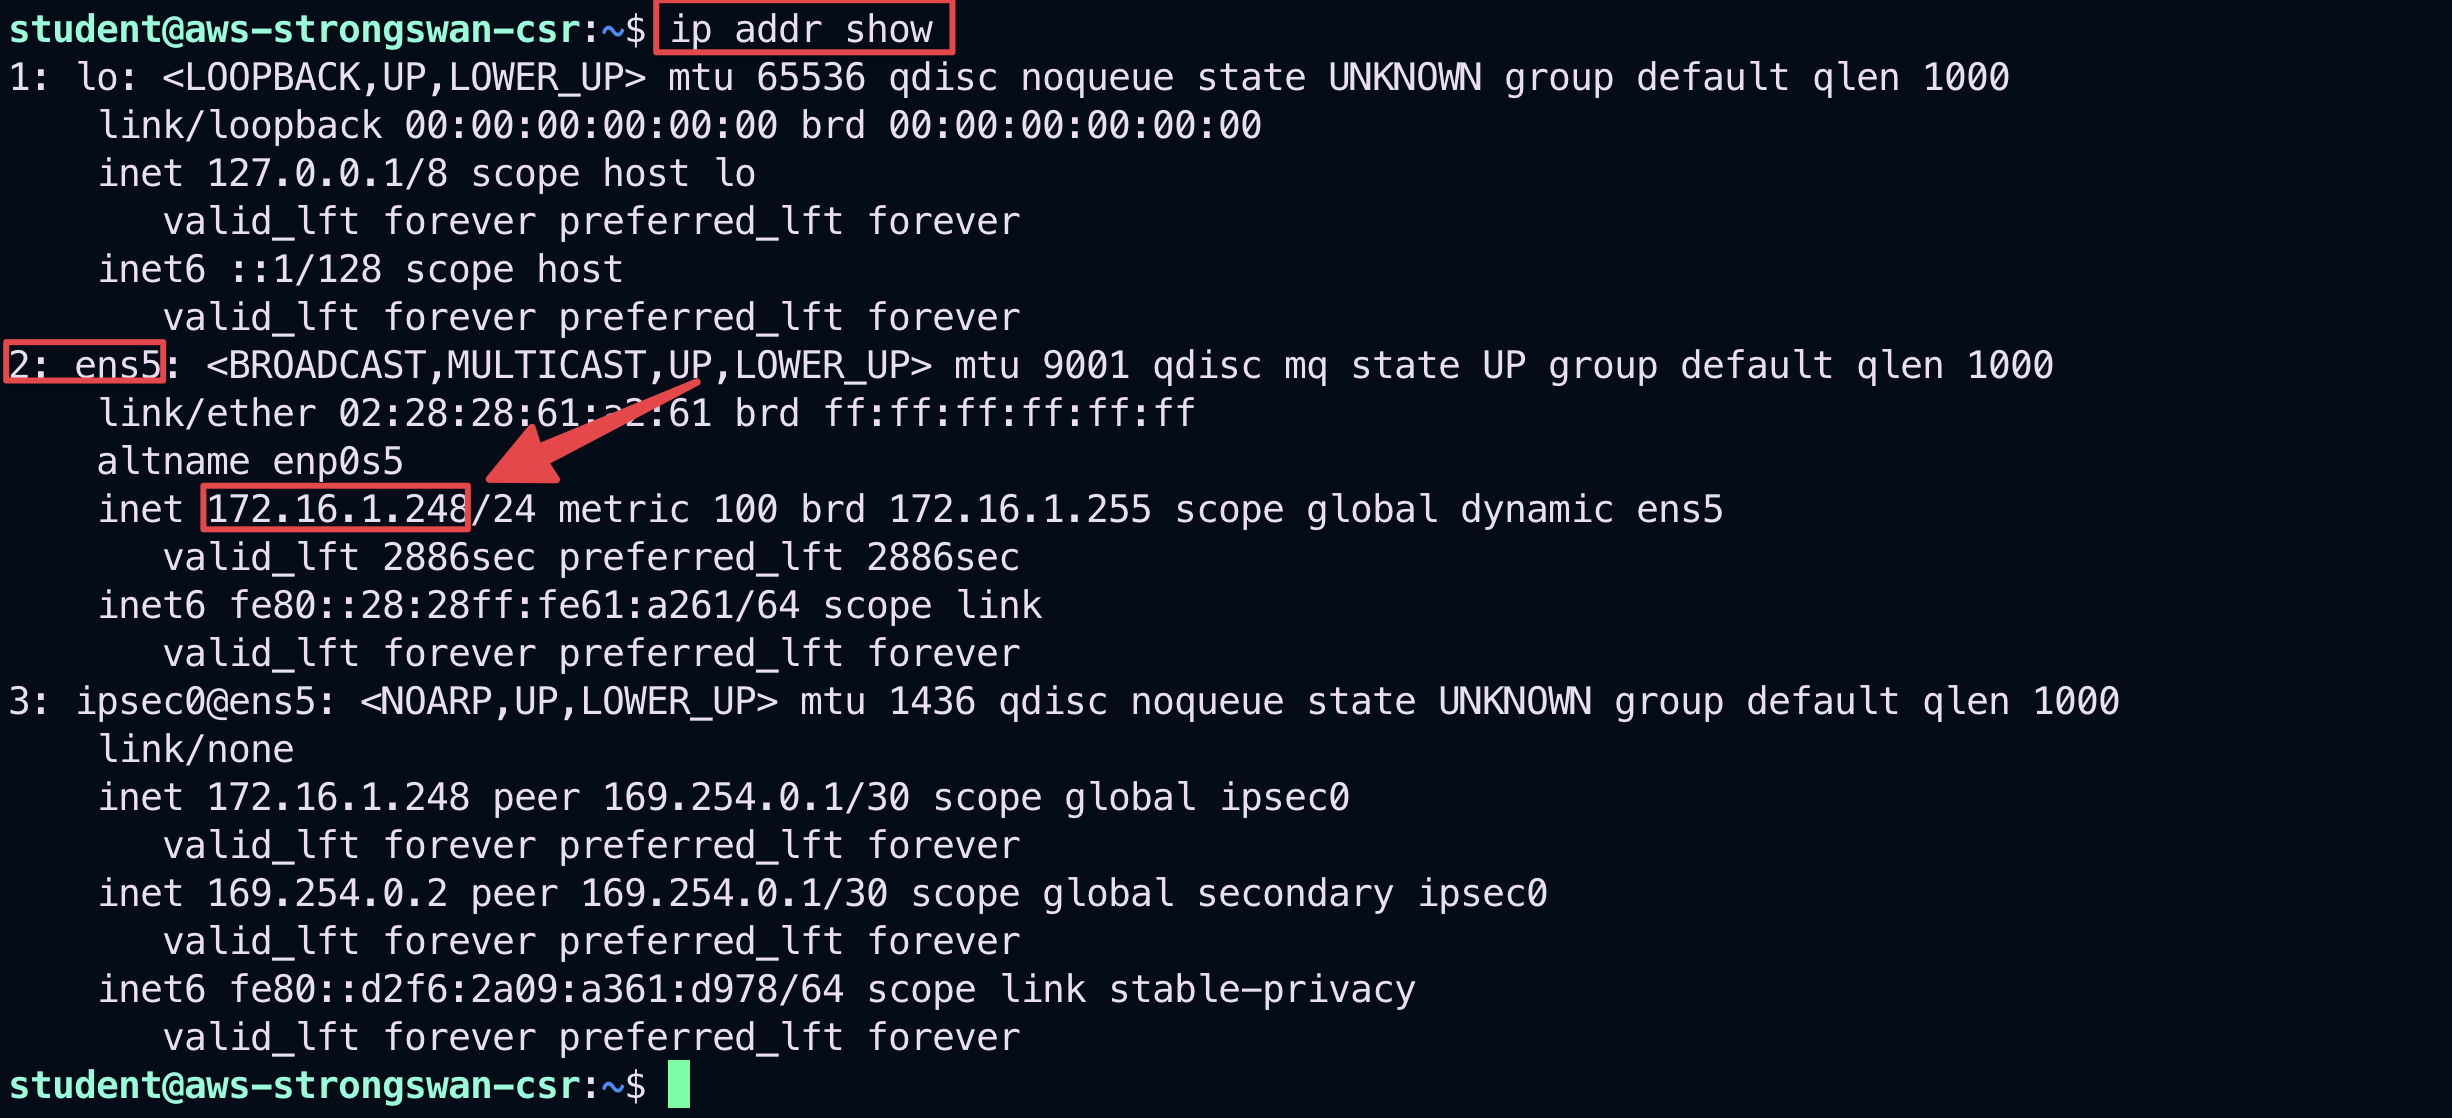 student@aws-strongswan-csr:~$ ip addr show
1: lo: <LOOPBACK,UP,LOWER_UP> mtu 65536 qdisc noqueue state UNKNOWN group default qlen 1000
    link/loopback 00:00:00:00:00:00 brd 00:00:00:00:00:00
    inet 127.0.0.1/8 scope host lo
       valid_lft forever preferred_lft forever
    inet6 ::1/128 scope host
       valid_lft forever preferred_lft forever
2: ens5: <BROADCAST,MULTICAST,UP,LOWER_UP> mtu 9001 qdisc mq state UP group default qlen 1000
    link/ether 02:28:28:61:a2:61 brd ff:ff:ff:ff:ff:ff
    altname enp0s5
    inet 172.16.1.248/24 metric 100 brd 172.16.1.255 scope global dynamic ens5
       valid_lft 2886sec preferred_lft 2886sec
    inet6 fe80::28:28ff:fe61:a261/64 scope link
       valid_lft forever preferred_lft forever
3: ipsec0@ens5: <NOARP,UP,LOWER_UP> mtu 1436 qdisc noqueue state UNKNOWN group default qlen 1000
    link/none
    inet 172.16.1.248 peer 169.254.0.1/30 scope global ipsec0
       valid_lft forever preferred_lft forever
    inet 169.254.0.2 peer 169.254.0.1/30 scope global secondary ipsec0
       valid_lft forever preferred_lft forever
    inet6 fe80::d2f6:2a09:a361:d978/64 scope link stable-privacy
       valid_lft forever preferred_lft forever
student@aws-strongswan-csr:~$